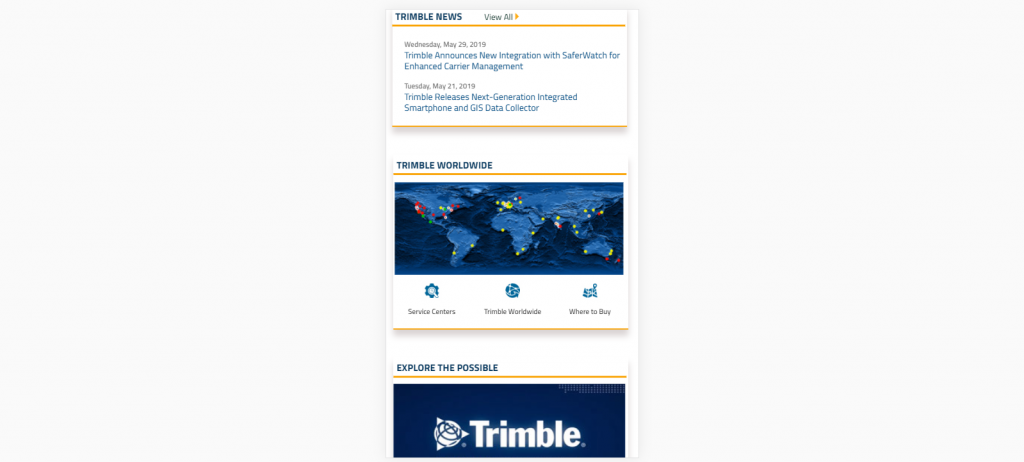 TRIMBLE NEWS View All
Wednesday, May 29, 2019
Trimble Announces New Integration with SaferWatch for
Enhanced Carrier Management
Tuesday, May 21, 2019
Trimble Releases Next-Generation Integrated
Smartphone and GIS Data Collector
TRIMBLE WORLDWIDE
Service Centers Trimble Worldwide Where to Buy
EXPLORE THE POSSIBLE
Trimble